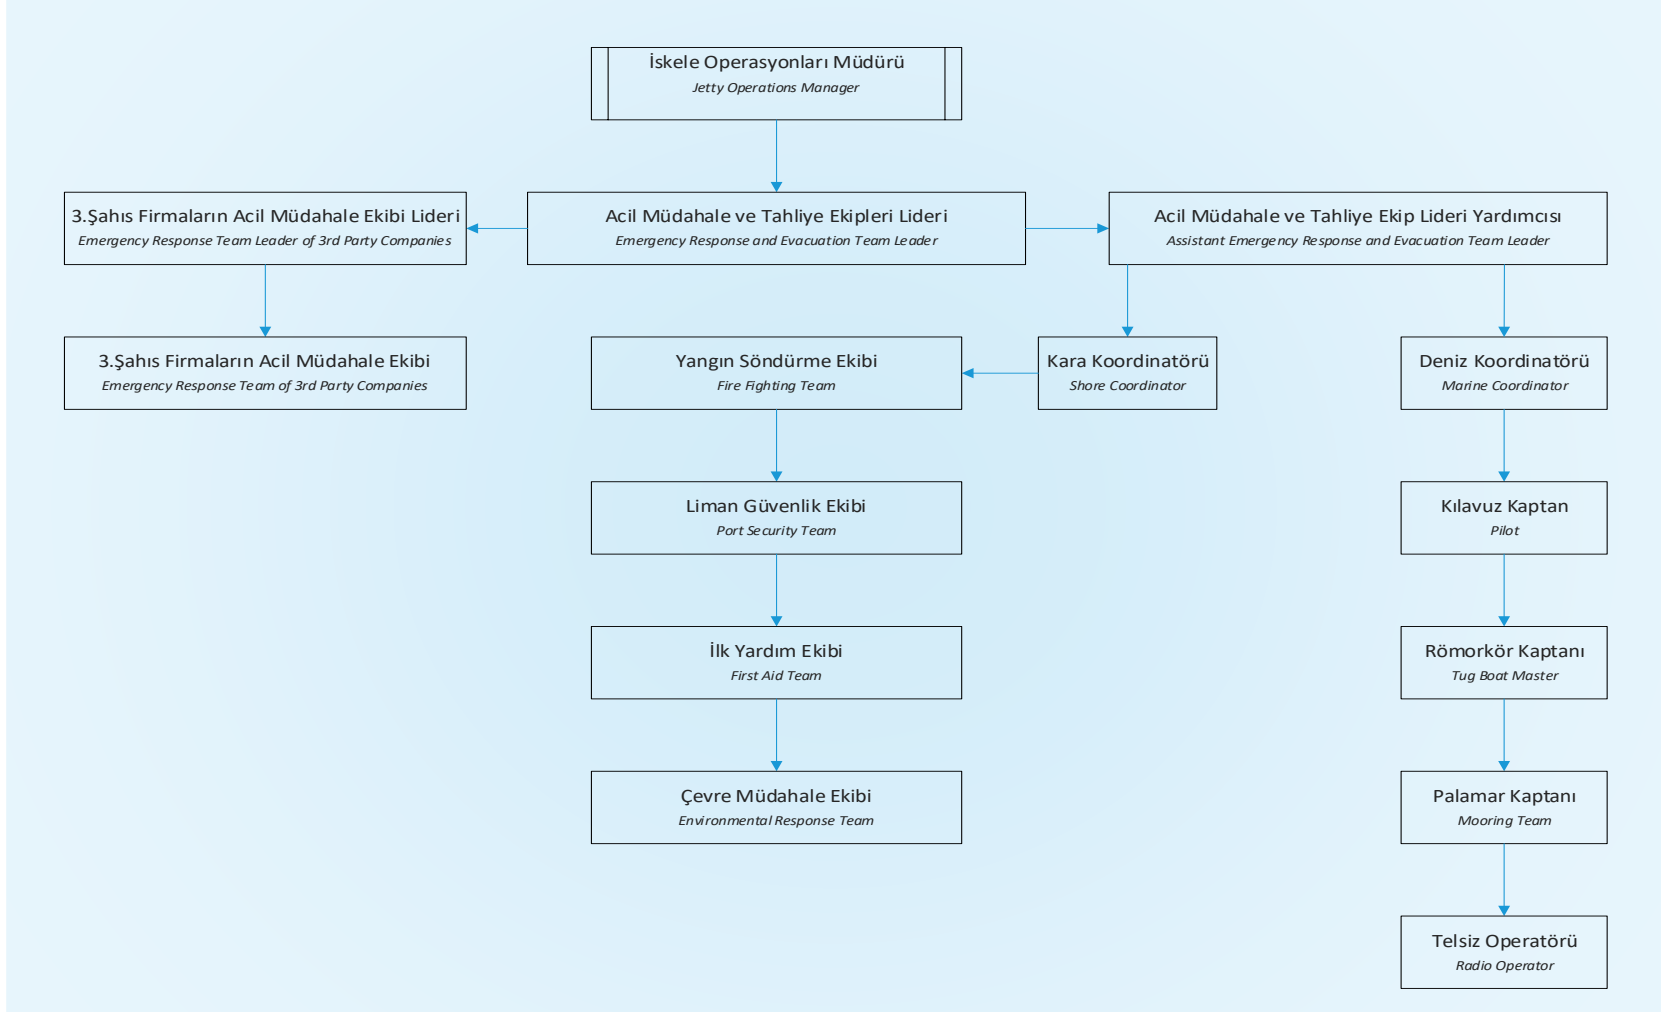 İskele Operasyonları Müdürü
Jetty Operations Manager
3.Şahıs Firmaların Acil Müdahale Ekibi Lideri
Emergency Response Team Leader of 3rd Party Companies
Acil Müdahale ve Tahliye Ekipleri Lideri
Emergency Response and Evacuation Team Leader
Acil Müdahale ve Tahliye Ekip Lideri Yardımcısı
Assistant Emergency Response and Evacuation Team Leader
3.Şahıs Firmaların Acil Müdahale Ekibi
Emergency Response Team of 3rd Party Companies
Yangın Söndürme Ekibi
Fire Fighting Team
Kara Koordinatörü
Shore Coordinator
Deniz Koordinatörü
Marine Coordinator
Liman Güvenlik Ekibi
Port Security Team
Kılavuz Kaptan
Pilot
İlk Yardım Ekibi
First Aid Team
Römorkör Kaptanı
Tug Boat Master
Çevre Müdahale Ekibi
Environmental Response Team
Palamar Kaptanı
Mooring Team
Telsiz Operatörü
Radio Operator